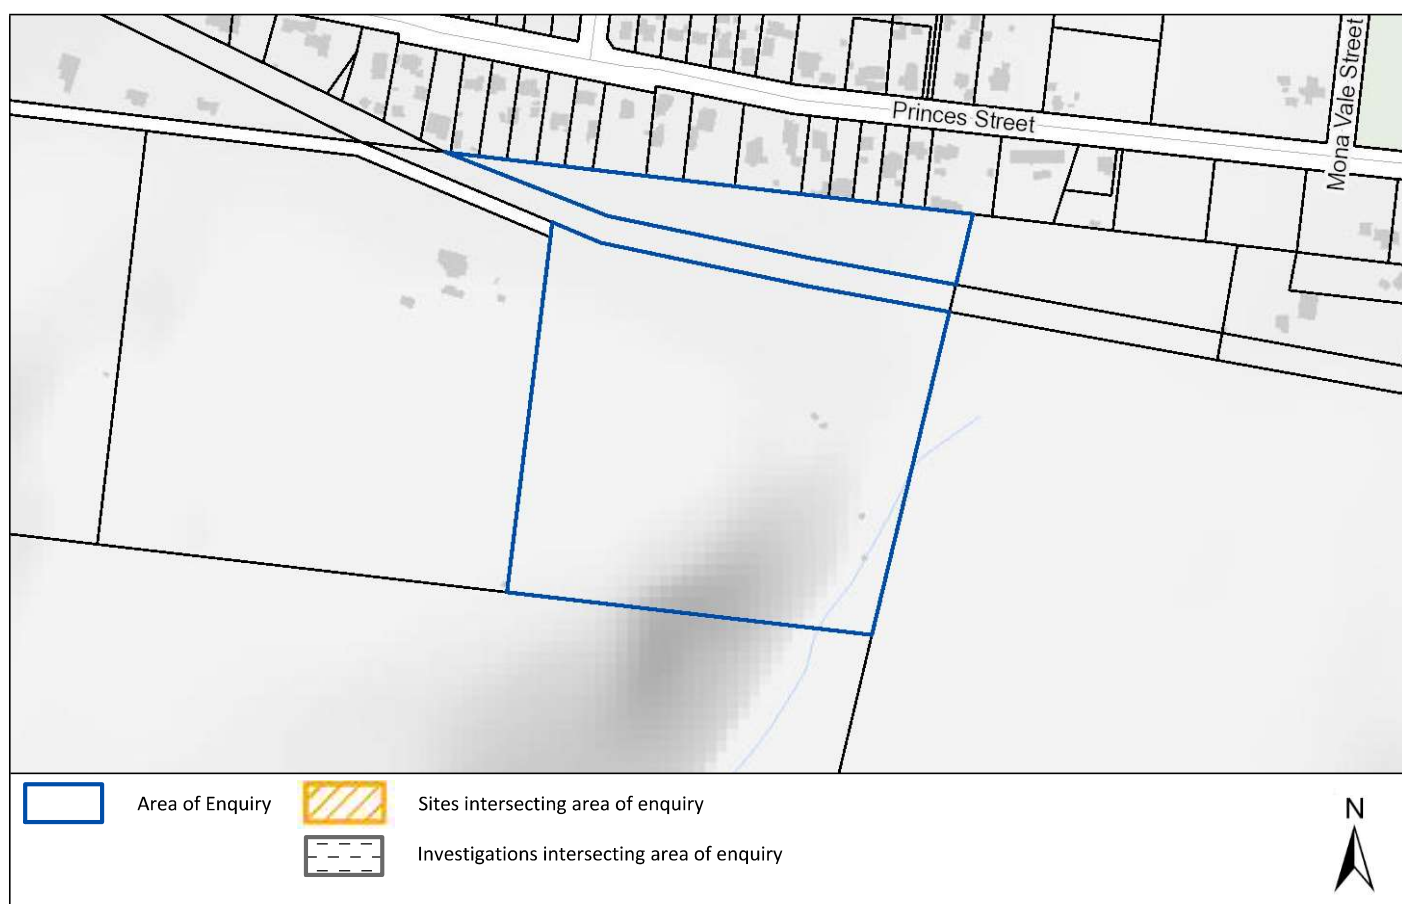 Princes Street
Mona Vale Street
Area of Enquiry
Sites intersecting area of enquiry
Investigations intersecting area of enquiry
N